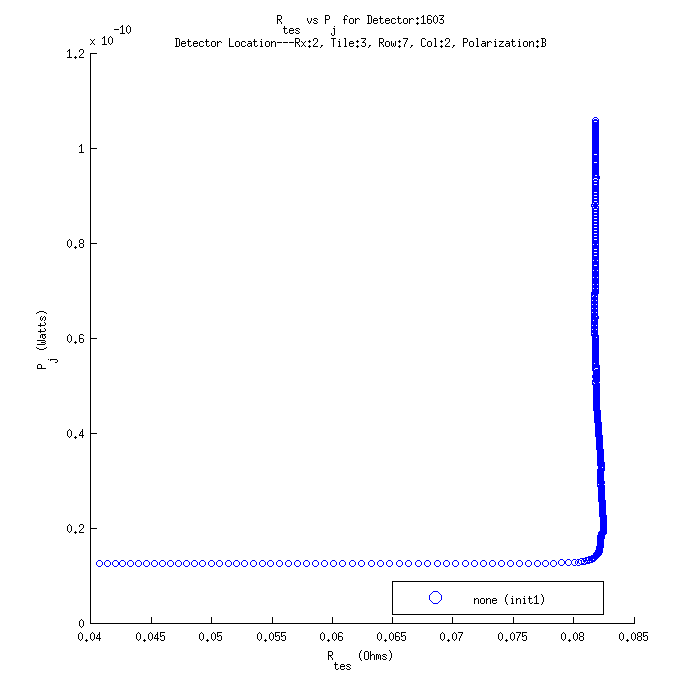 R_tes vs P_j for Detector:1603
Detector Location---Rx:2, Tile:3, Row:7, Col:2, Polarization:B
x 10^-10
1.2
1
0.8
0.6
0.4
0.2
0
P_j (Watts)
none (init1)
0.04 0.045 0.05 0.055 0.06 0.065 0.07 0.075 0.08 0.085
R_tes (Ohms)